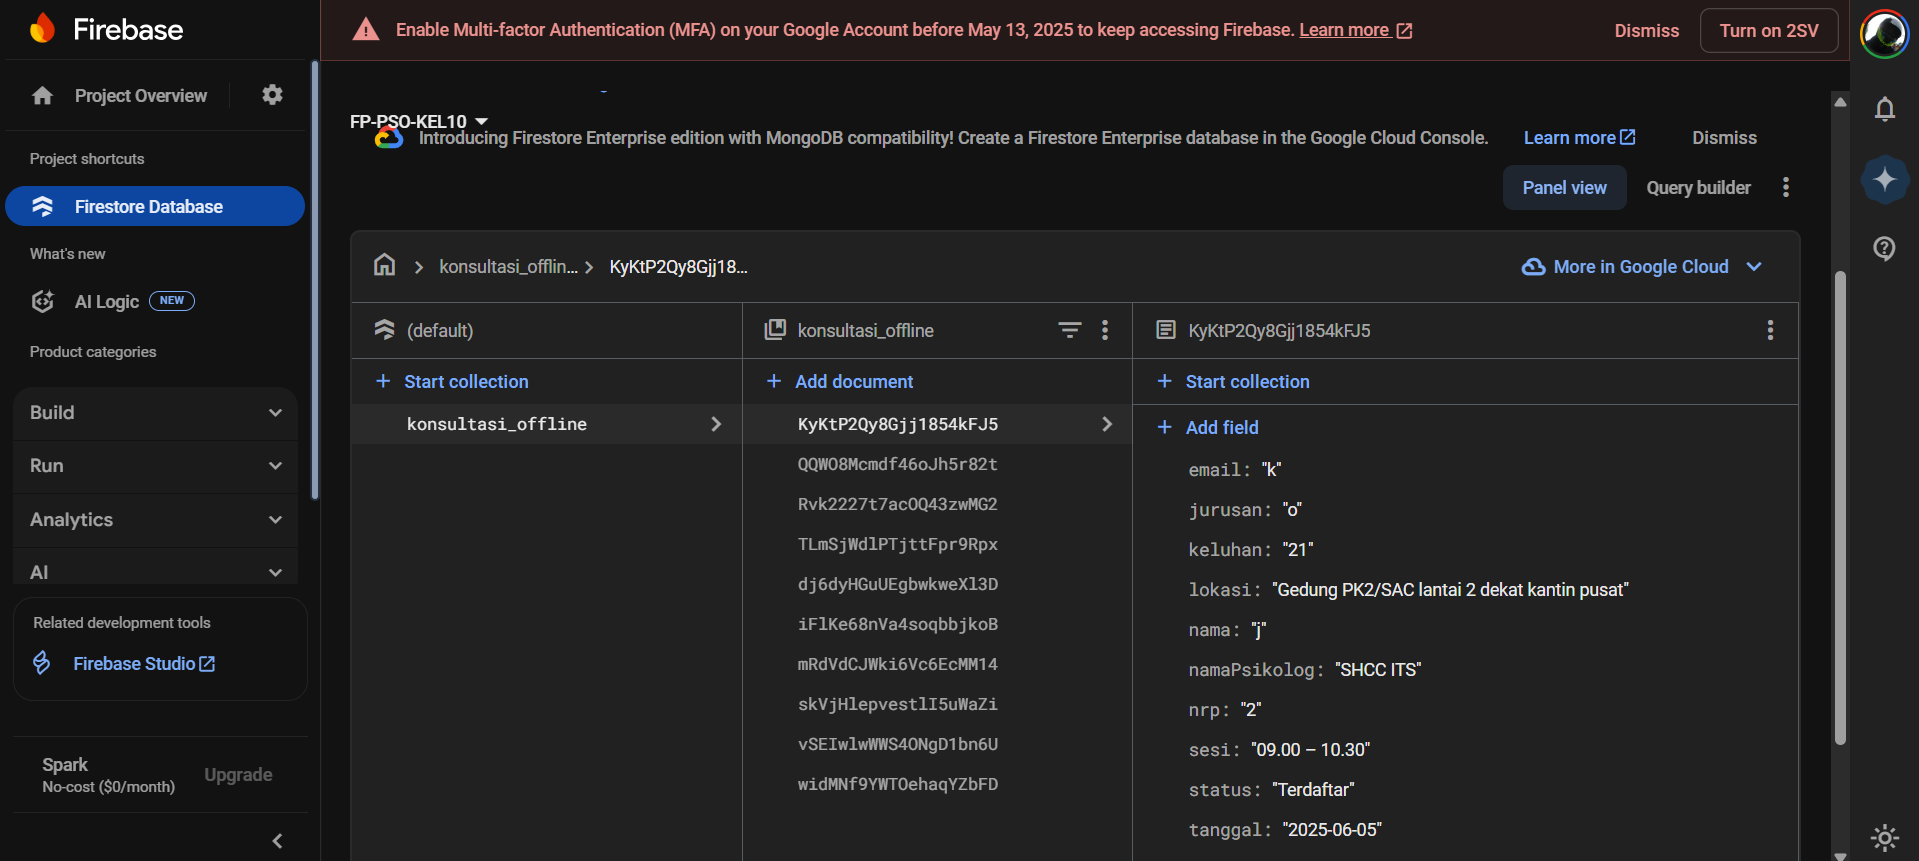 Firebase
Enable Multi-factor Authentication (MFA) on your Google Account before May 13, 2025 to keep accessing Firebase. Learn more
Dismiss
Turn on 2SV
Project Overview
Project shortcuts
Firestore Database
What's new
AI Logic NEW
Product categories
Build
Run
Analytics
AI
Related development tools
Firebase Studio
Spark
No-cost ($0/month)
Upgrade
FP-PSO-KEL10
Introducing Firestore Enterprise edition with MongoDB compatibility! Create a Firestore Enterprise database in the Google Cloud Console.
Learn more
Dismiss
Panel view
Query builder
konsultasi_offlin...
KyKtP2Qy8Gjj18...
More in Google Cloud
(default)
Start collection
konsultasi_offline
konsultasi_offline
Add document
KyKtP2Qy8Gjj1854kFJ5
QQWO8Mcmdf46oJh5r82t
Rvk2227t7acOQ43zwMG2
TLmSjWdlPTjttFpr9Rpx
dj6dyHGuUEgbwkweXl3D
iFlKe68nVa4soqbbjkoB
mRdVdCJWki6Vc6EcMM14
skVjHlepvestlI5uWaZi
vSEIwlwWWS4ONgD1bn6U
widMNf9YWTOehaqYZbFD
KyKtP2Qy8Gjj1854kFJ5
Start collection
Add field
email: "k"
jurusan: "o"
keluhan: "21"
lokasi: "Gedung PK2/SAC lantai 2 dekat kantin pusat"
nama: "j"
namaPsikolog: "SHCC ITS"
nrp: "2"
sesi: "09.00 – 10.30"
status: "Terdaftar"
tanggal: "2025-06-05"